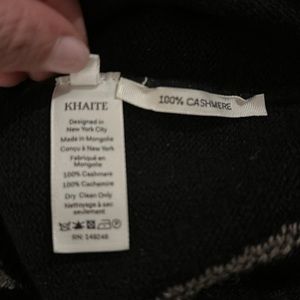 KHAITE
Designed in
New York City
Made in Mongolia
Conçu à New York
Fabriqué en
Mongolie
100% Cashmere
100% Cachemire
Dry Clean Only
Nettoyage à sec
seulement
RN: 148248
100% CASHMERE